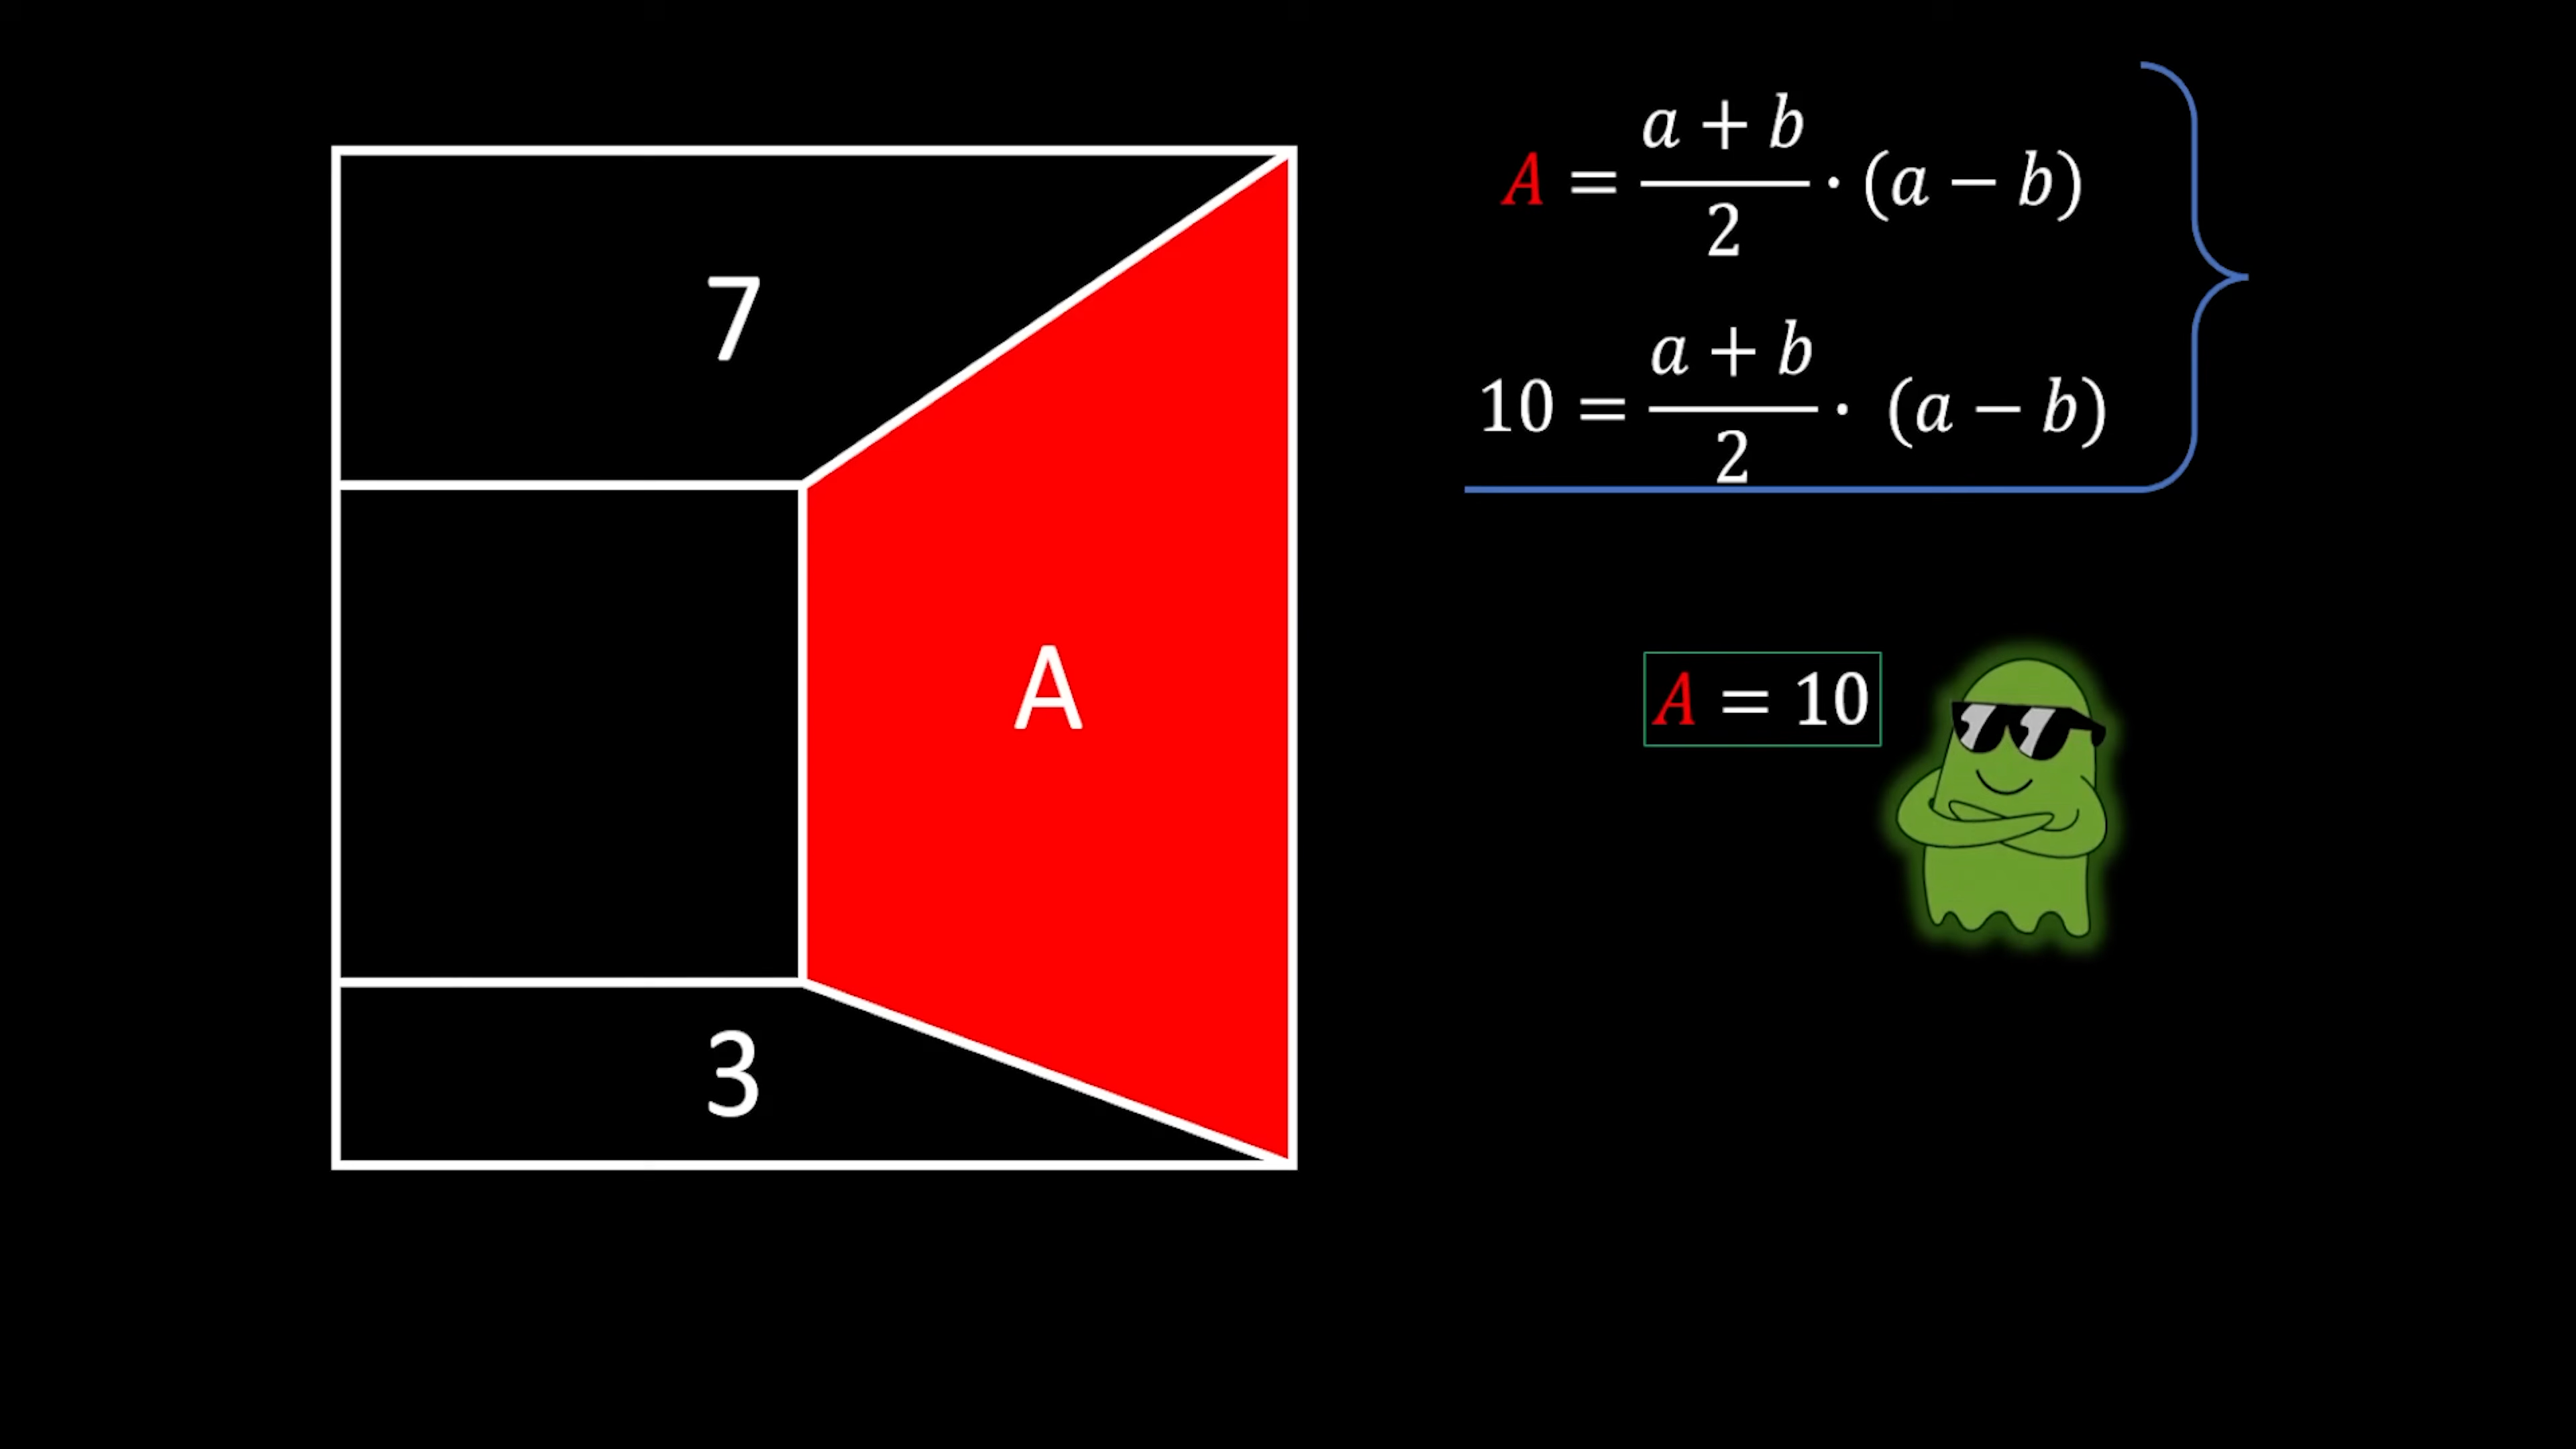 7
A
3
A = a + b / 2 · (a − b)
10 = a + b / 2 · (a − b)
A = 10